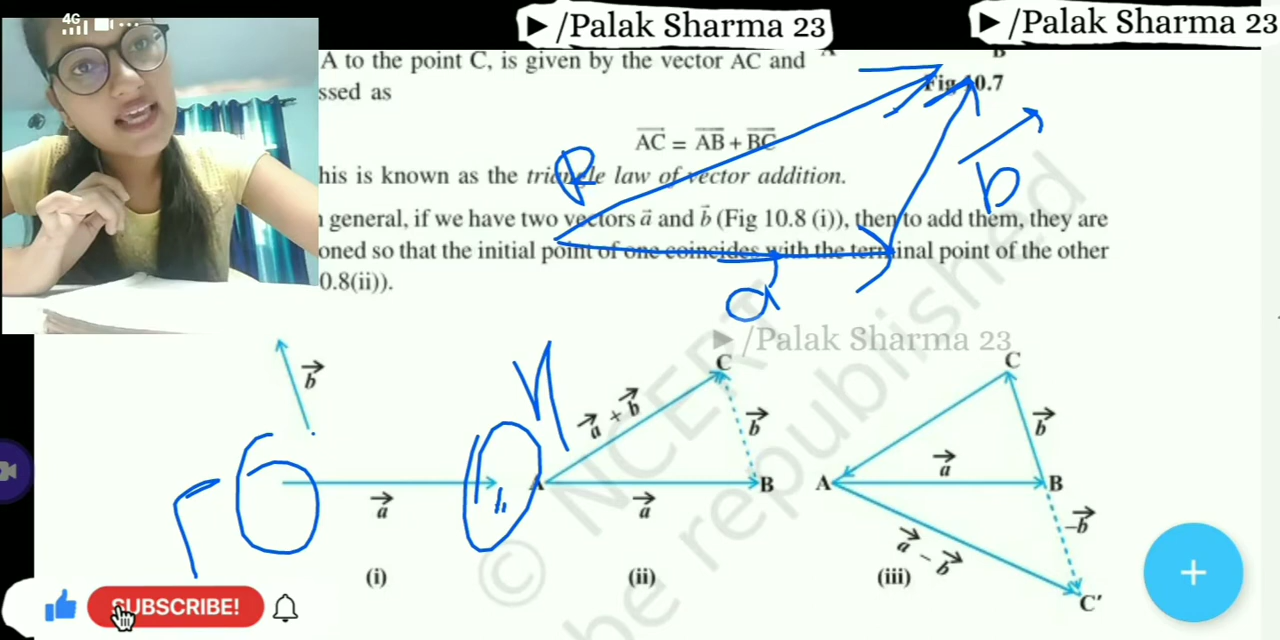 4G
► /Palak Sharma 23
► /Palak Sharma 23
A to the point C, is given by the vector AC and
ssed as
B
Fig 10.7
AC = AB + BC
his is known as the triangle law of vector addition.
general, if we have two vectors a and b (Fig 10.8 (i)), then to add them, they are
oned so that the initial point of one coincides with the terminal point of the other
0.8(ii)).
R
a
b
► /Palak Sharma 23
© NCERT
be republished
b
a
(i)
A
B
C
a + b
b
a
(ii)
A
B
C
C'
a
b
-b
a - b
(iii)
SUBSCRIBE!
+